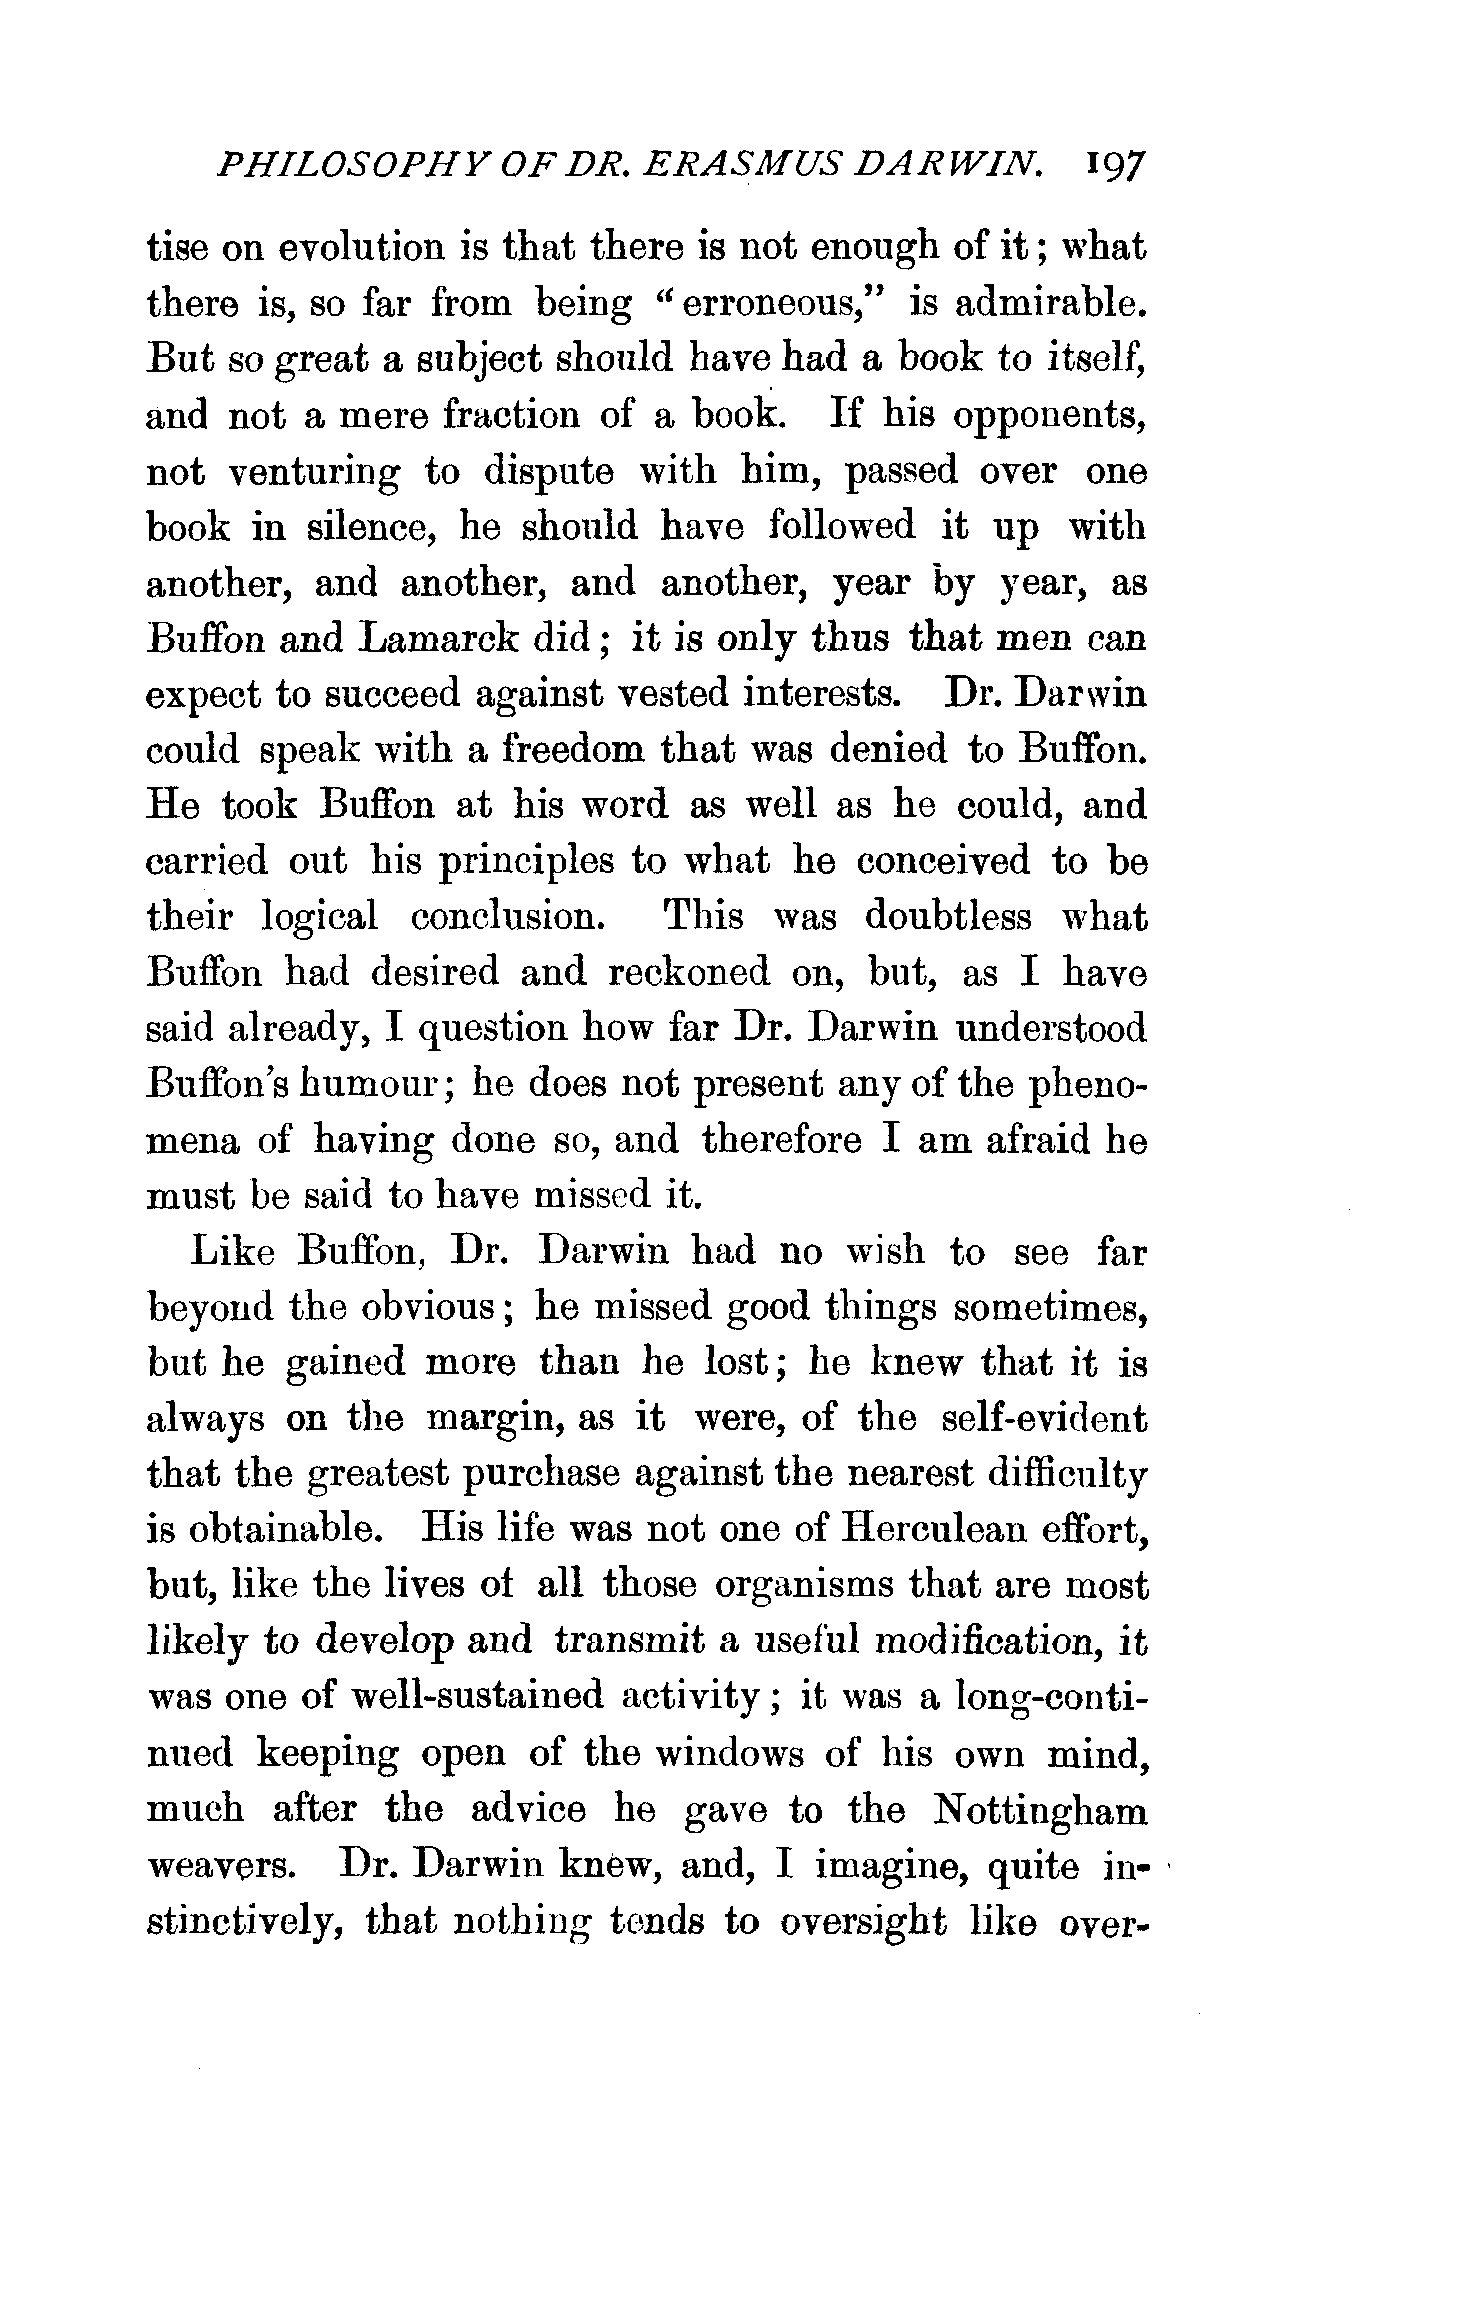 PHILOSOPHY OF DR. ERASMUS DARWIN. 197
tise on evolution is that there is not enough of it; what
there is, so far from being "erroneous," is admirable.
But so great a subject should have had a book to itself,
and not a mere fraction of a book. If his opponents,
not venturing to dispute with him, passed over one
book in silence, he should have followed it up with
another, and another, and another, year by year, as
Buffon and Lamarck did; it is only thus that men can
expect to succeed against vested interests. Dr. Darwin
could speak with a freedom that was denied to Buffon.
He took Buffon at his word as well as he could, and
carried out his principles to what he conceived to be
their logical conclusion. This was doubtless what
Buffon had desired and reckoned on, but, as I have
said already, I question how far Dr. Darwin understood
Buffon's humour; he does not present any of the pheno-
mena of having done so, and therefore I am afraid he
must be said to have missed it.
Like Buffon, Dr. Darwin had no wish to see far
beyond the obvious; he missed good things sometimes,
but he gained more than he lost; he knew that it is
always on the margin, as it were, of the self-evident
that the greatest purchase against the nearest difficulty
is obtainable. His life was not one of Herculean effort,
but, like the lives of all those organisms that are most
likely to develop and transmit a useful modification, it
was one of well-sustained activity; it was a long-conti-
nued keeping open of the windows of his own mind,
much after the advice he gave to the Nottingham
weavers. Dr. Darwin knew, and, I imagine, quite in-
stinctively, that nothing tends to oversight like over-